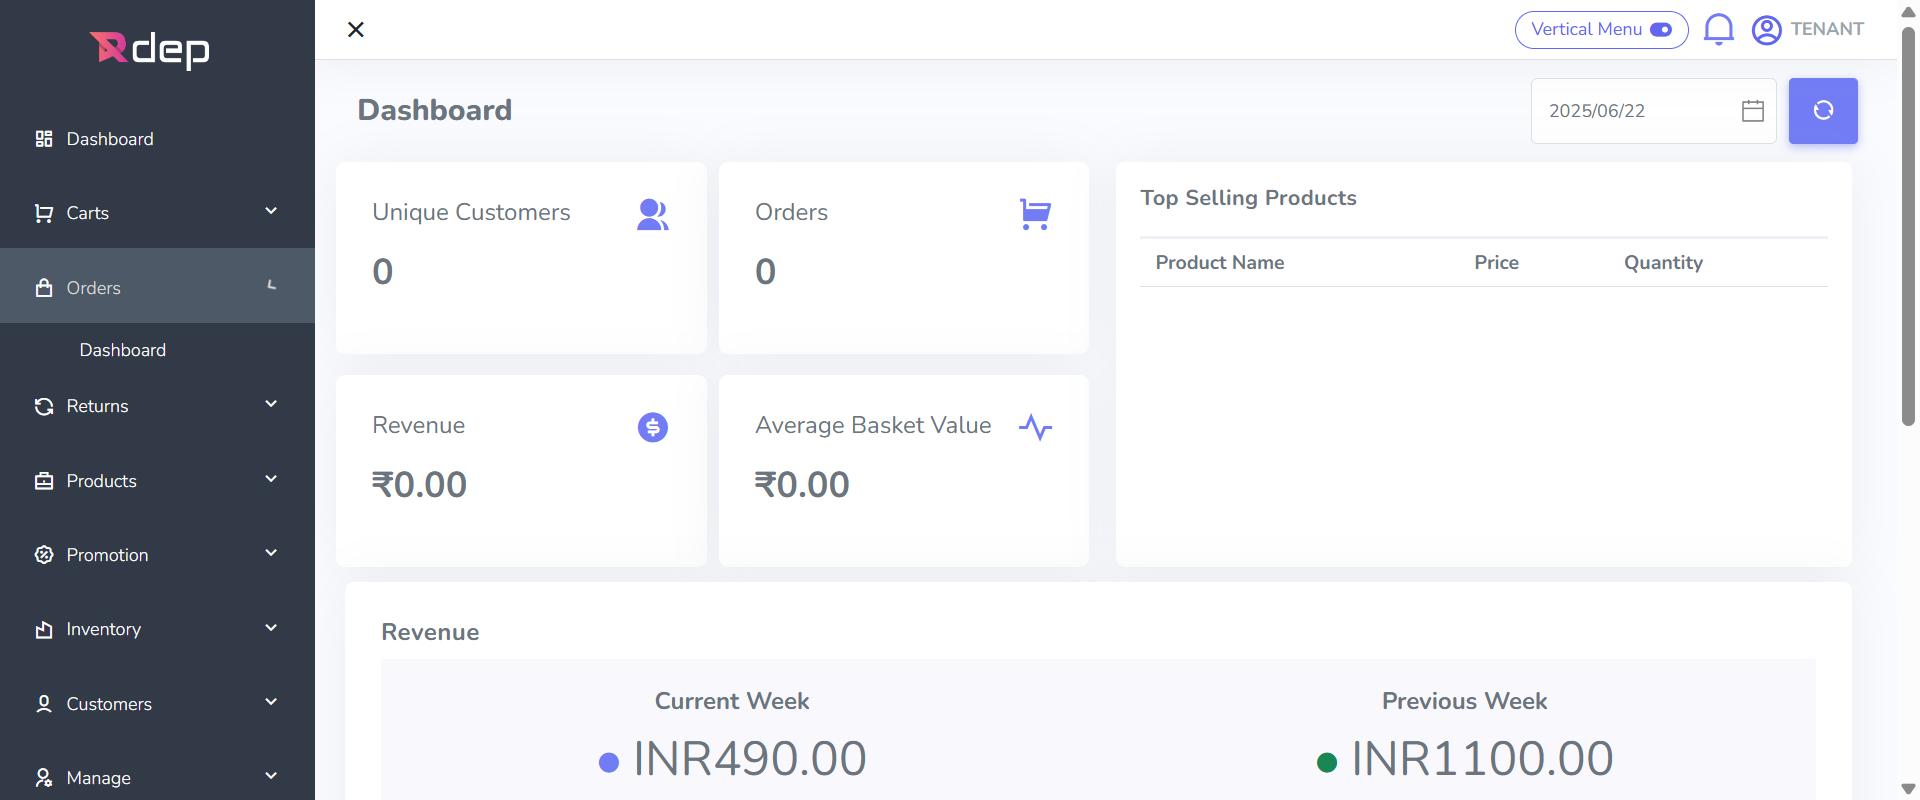 Rdep
Dashboard
Carts
Orders
Dashboard
Returns
Products
Promotion
Inventory
Customers
Manage
Vertical Menu
TENANT
Dashboard
2025/06/22
Unique Customers
0
Orders
0
Revenue
₹0.00
Average Basket Value
₹0.00
Top Selling Products
Product Name Price Quantity
Revenue
Current Week
INR490.00
Previous Week
INR1100.00